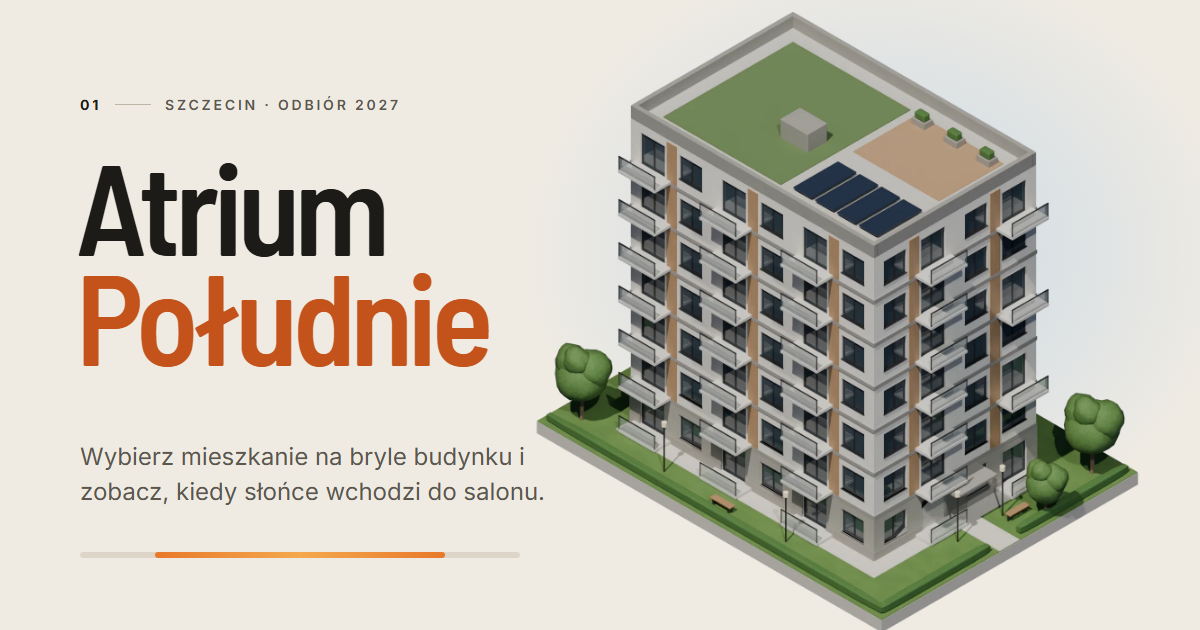 01 — SZCZECIN · ODBIÓR 2027
Atrium
Południe
Wybierz mieszkanie na bryle budynku i
zobacz, kiedy słońce wchodzi do salonu.